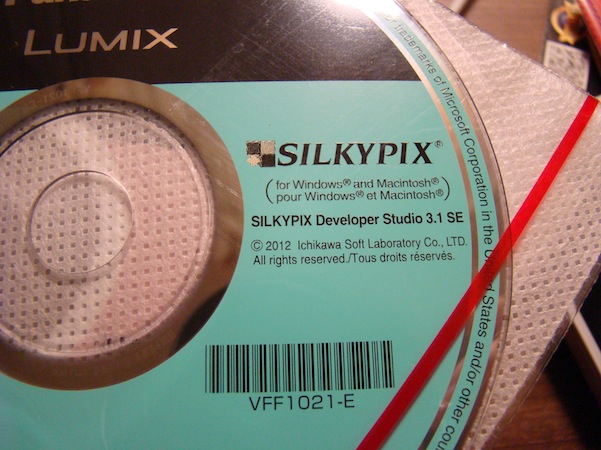 LUMIX
SILKYPIX®
(for Windows® and Macintosh®
pour Windows® et Macintosh®)
SILKYPIX Developer Studio 3.1 SE
© 2012 Ichikawa Soft Laboratory Co., LTD.
All rights reserved./Tous droits réservés.
VFF1021-E
trademarks of Microsoft Corporation in the United States and/or other